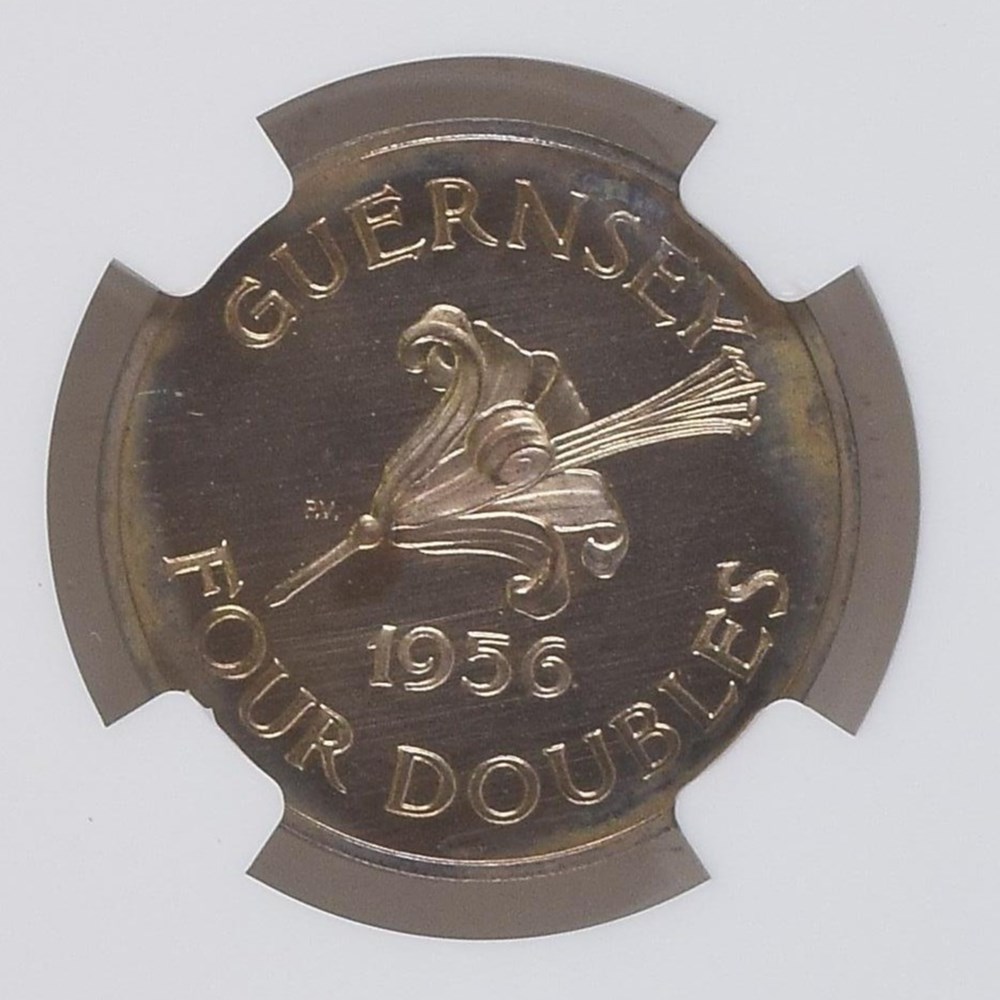 GUERNSEY
P.V.
1956
FOUR DOUBLES